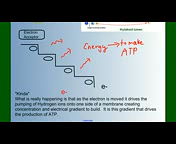 Electron
Acceptor
Energy → to make
ATP
e-
e-
"Kinda"
What is really happening is that as the electron is moved it drives the
pumping of Hydrogen ions onto one side of a membrane creating
concentration and electrical gradient to build. It is this gradient that
drives the production of ATP